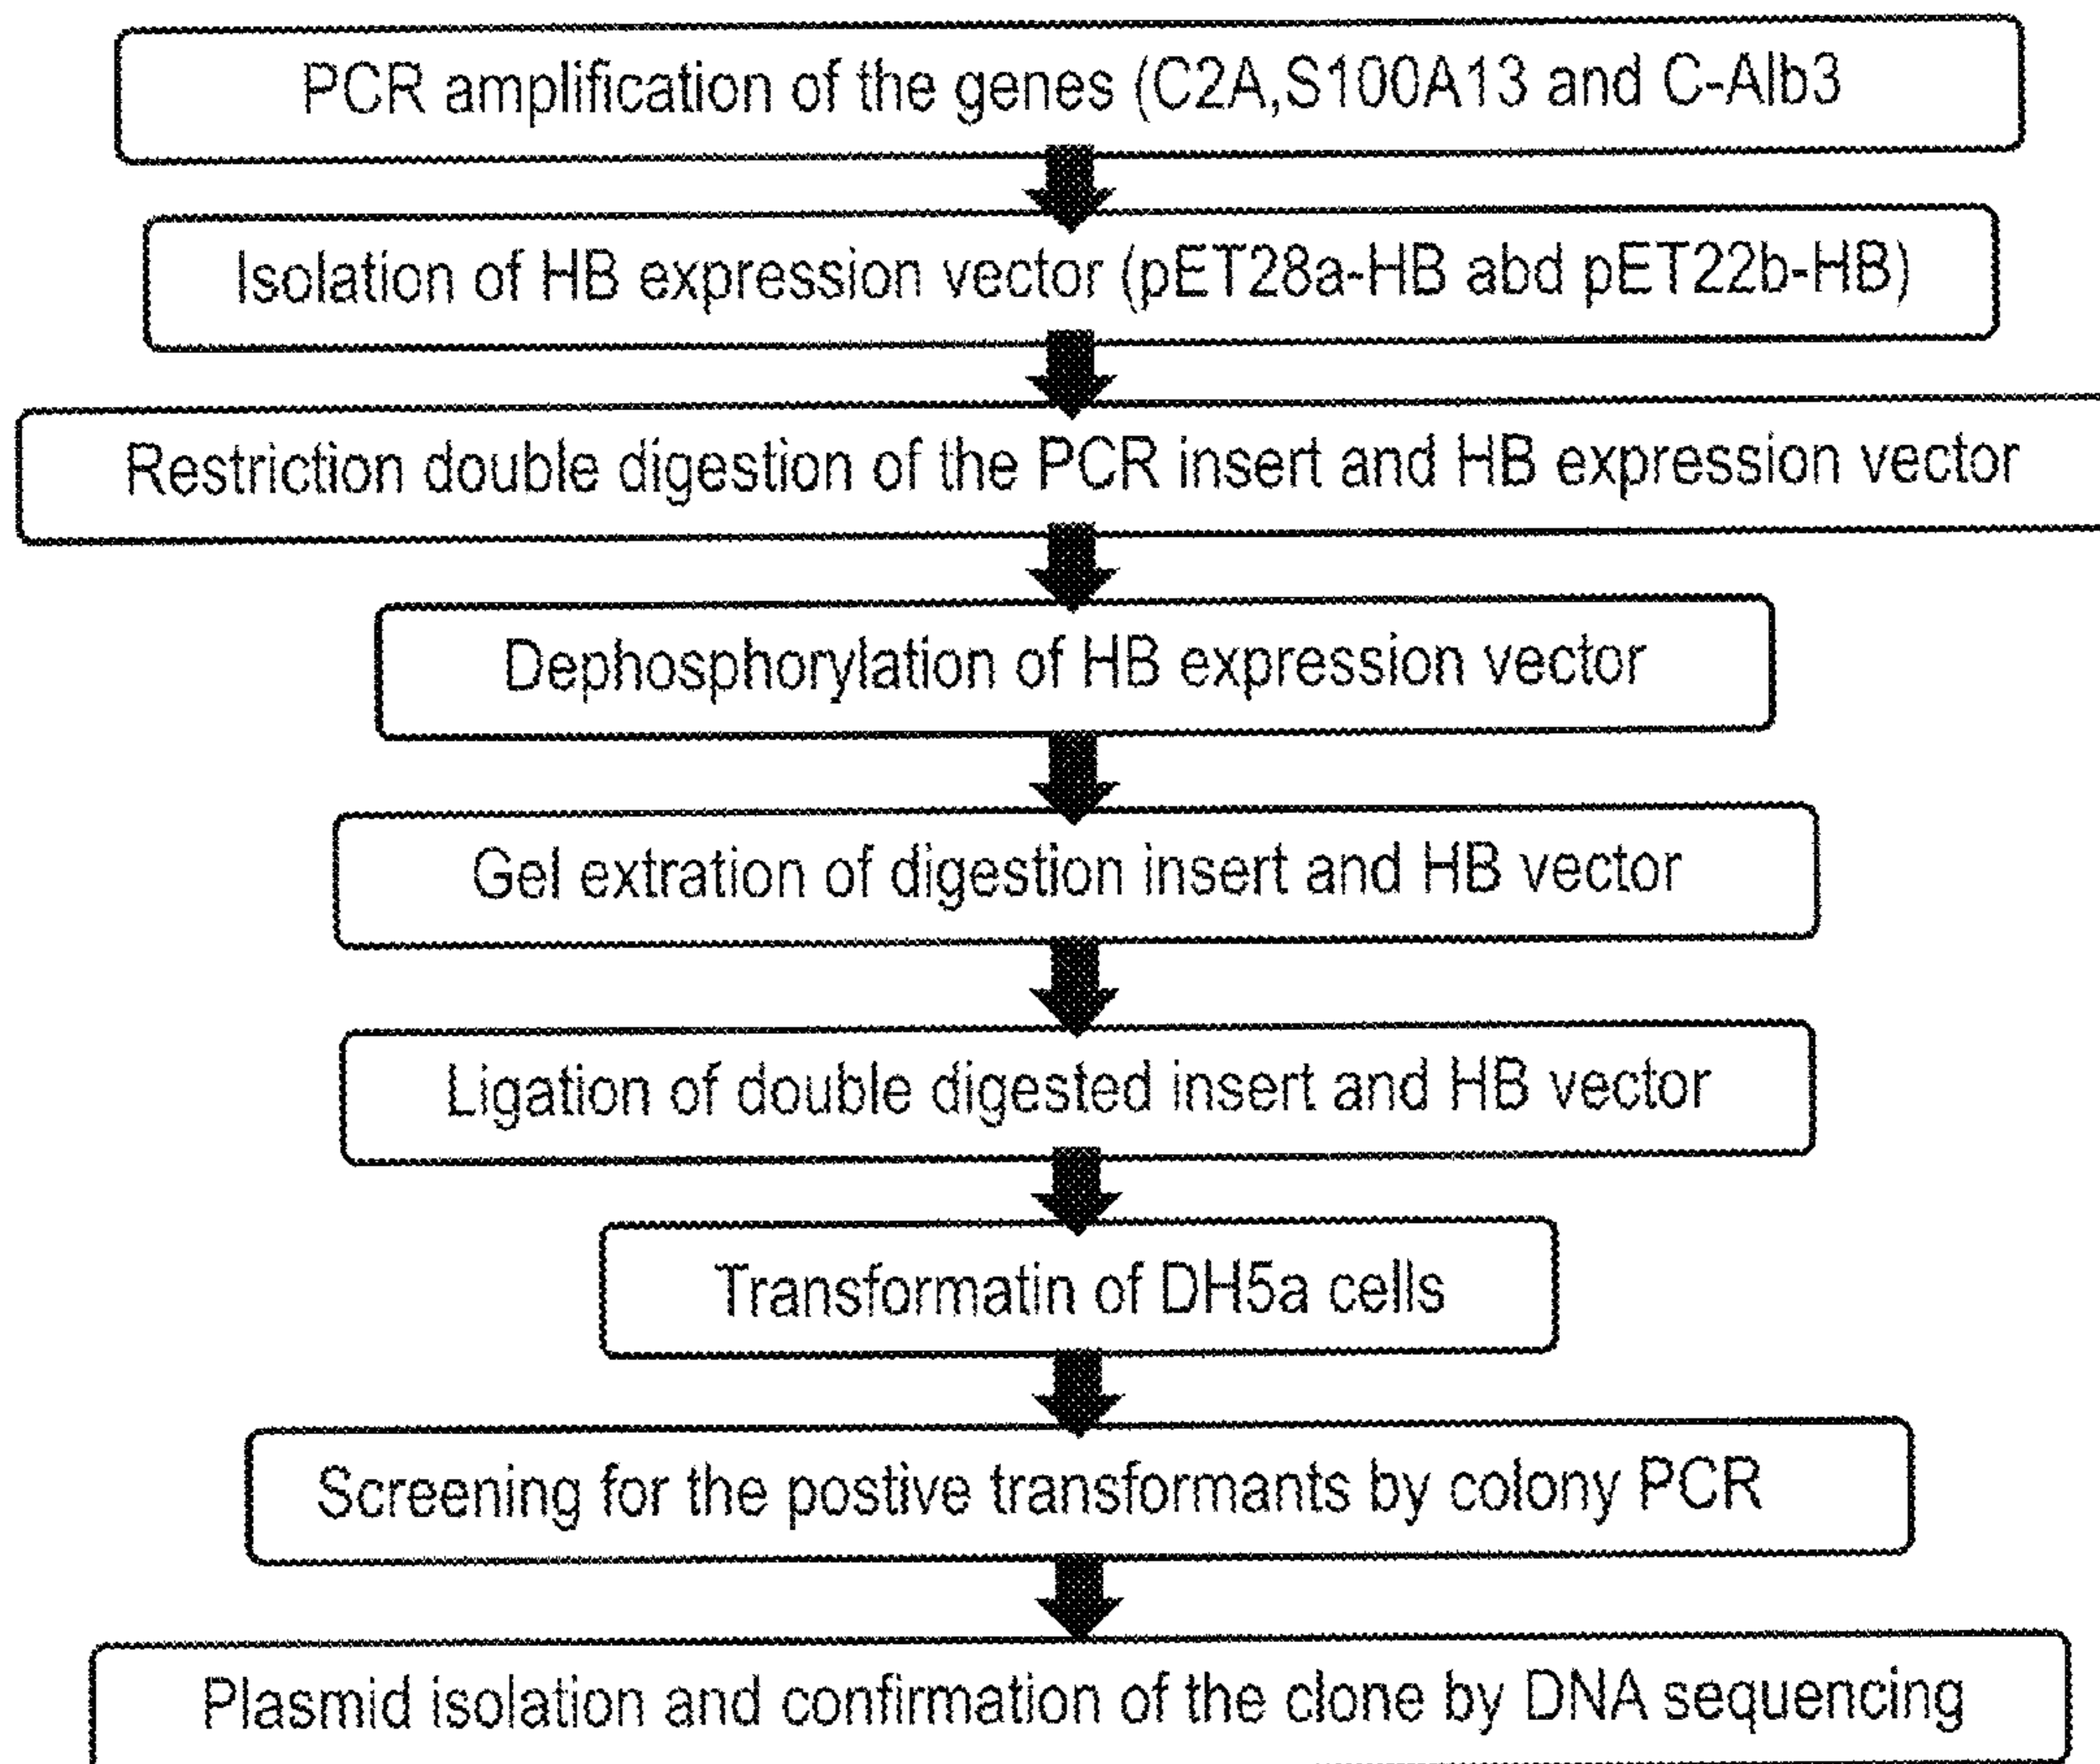 PCR amplification of the genes (C2A,S100A13 and C-Alb3
Isolation of HB expression vector (pET28a-HB abd pET22b-HB)
Restriction double digestion of the PCR insert and HB expression vector
Dephosphorylation of HB expression vector
Gel extration of digestion insert and HB vector
Ligation of double digested insert and HB vector
Transformatin of DH5a cells
Screening for the postive transformants by colony PCR
Plasmid isolation and confirmation of the clone by DNA sequencing